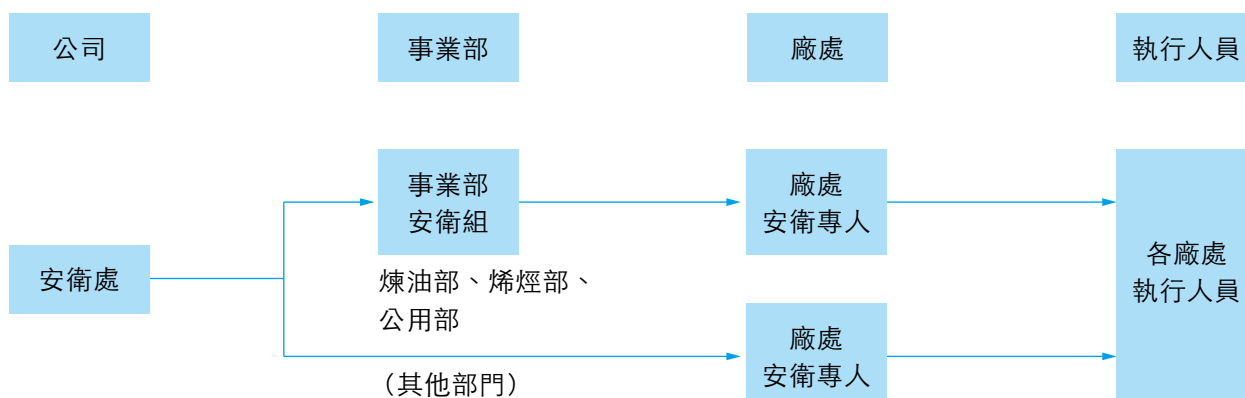 公司
事業部
廠處
執行人員
事業部
安衛組
廠處
安衛專人
安衛處
各廠處
執行人員
煉油部、烯烴部、
公用部
廠處
安衛專人
（其他部門）